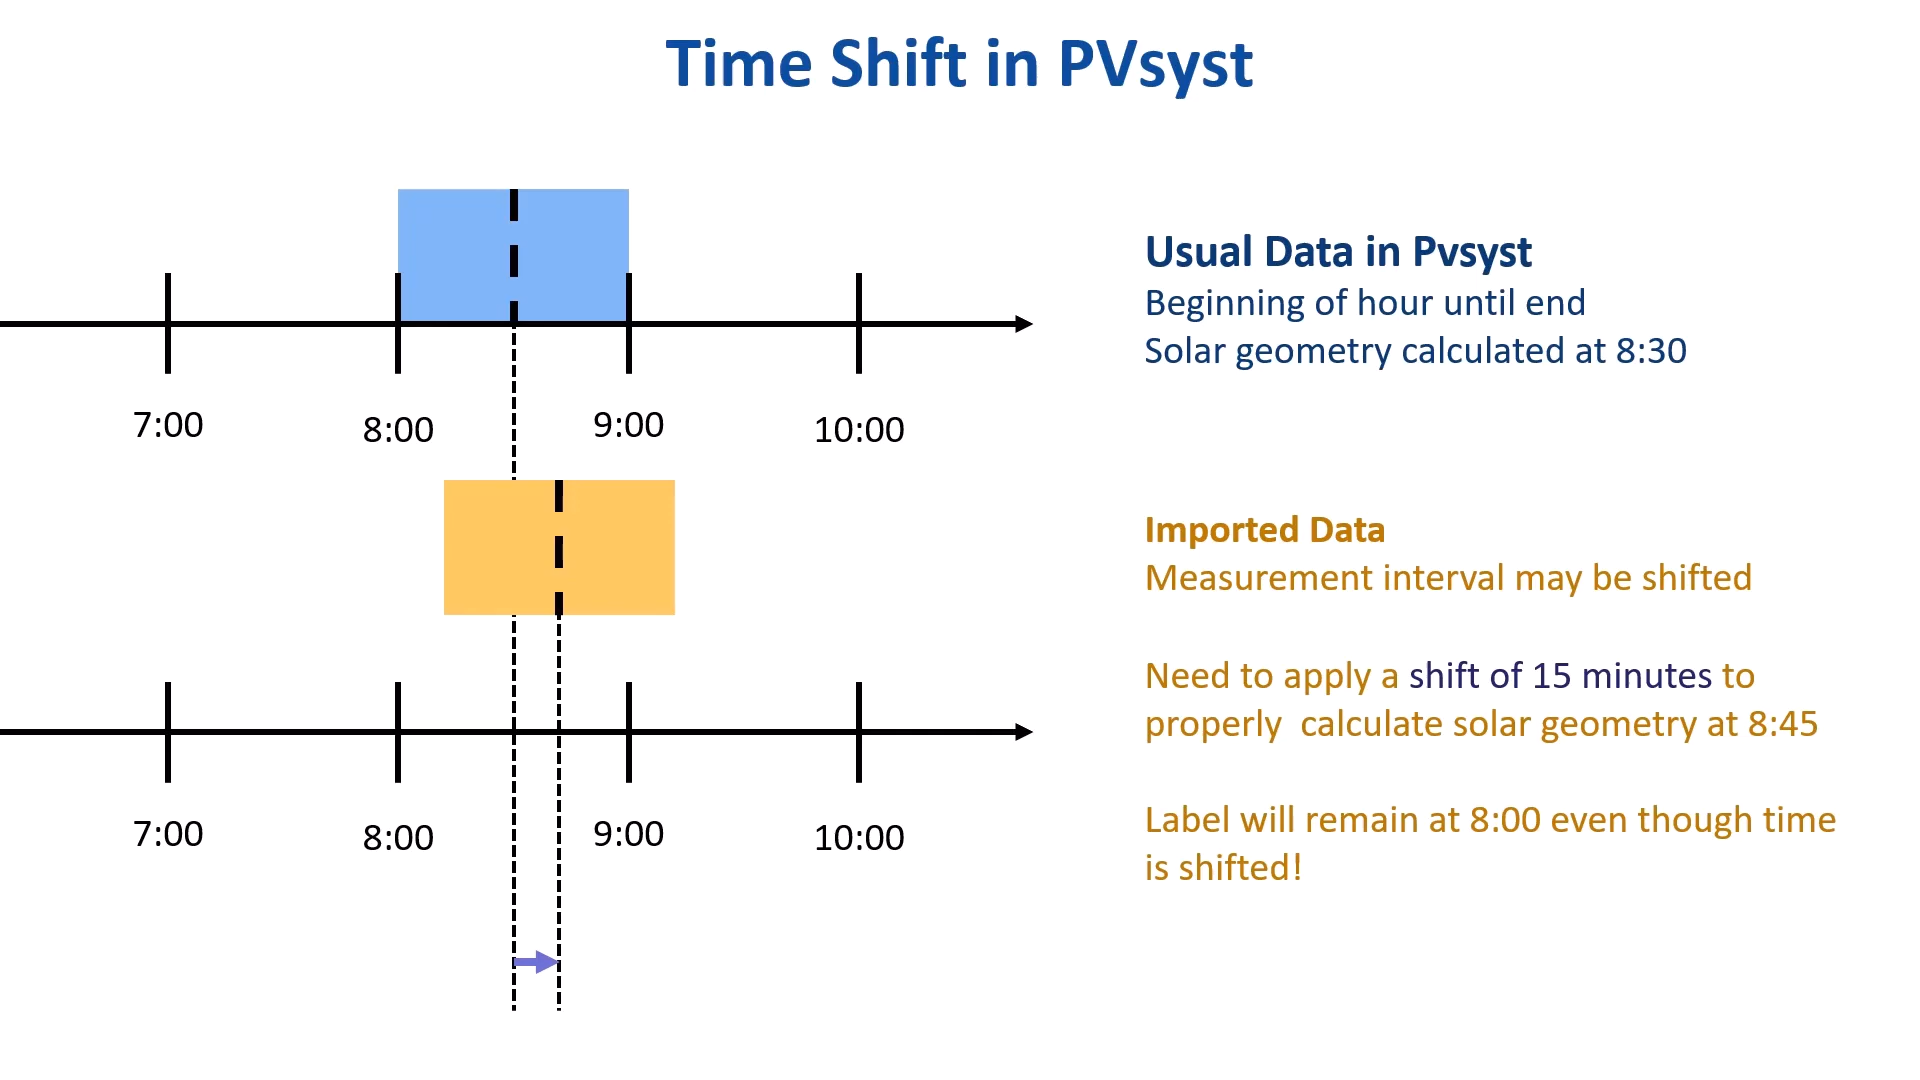 Time Shift in PVsyst
Usual Data in Pvsyst
Beginning of hour until end
Solar geometry calculated at 8:30
7:00 8:00 9:00 10:00
Imported Data
Measurement interval may be shifted
Need to apply a shift of 15 minutes to
properly  calculate solar geometry at 8:45
Label will remain at 8:00 even though time
is shifted!
7:00 8:00 9:00 10:00